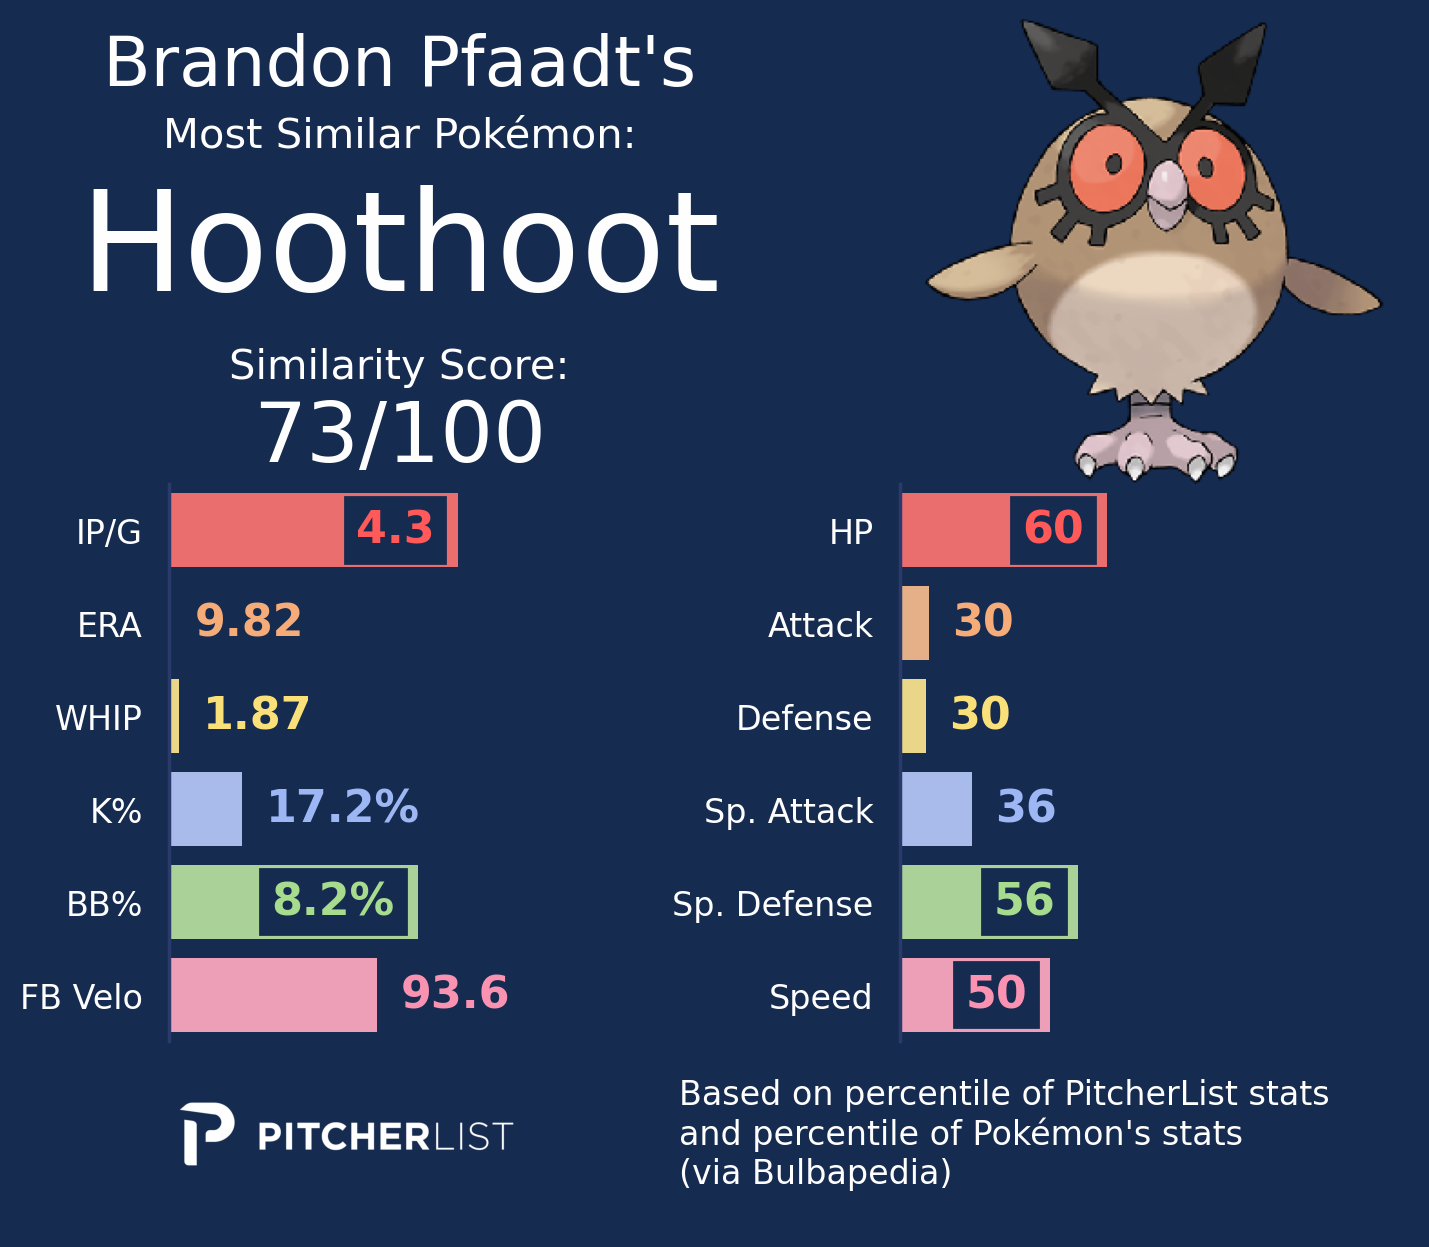 Brandon Pfaadt's
Most Similar Pokémon:
Hoothoot
Similarity Score:
73/100
IP/G 4.3
ERA 9.82
WHIP 1.87
K% 17.2%
BB% 8.2%
FB Velo 93.6
HP 60
Attack 30
Defense 30
Sp. Attack 36
Sp. Defense 56
Speed 50
PITCHERLIST
Based on percentile of PitcherList stats
and percentile of Pokémon's stats
(via Bulbapedia)